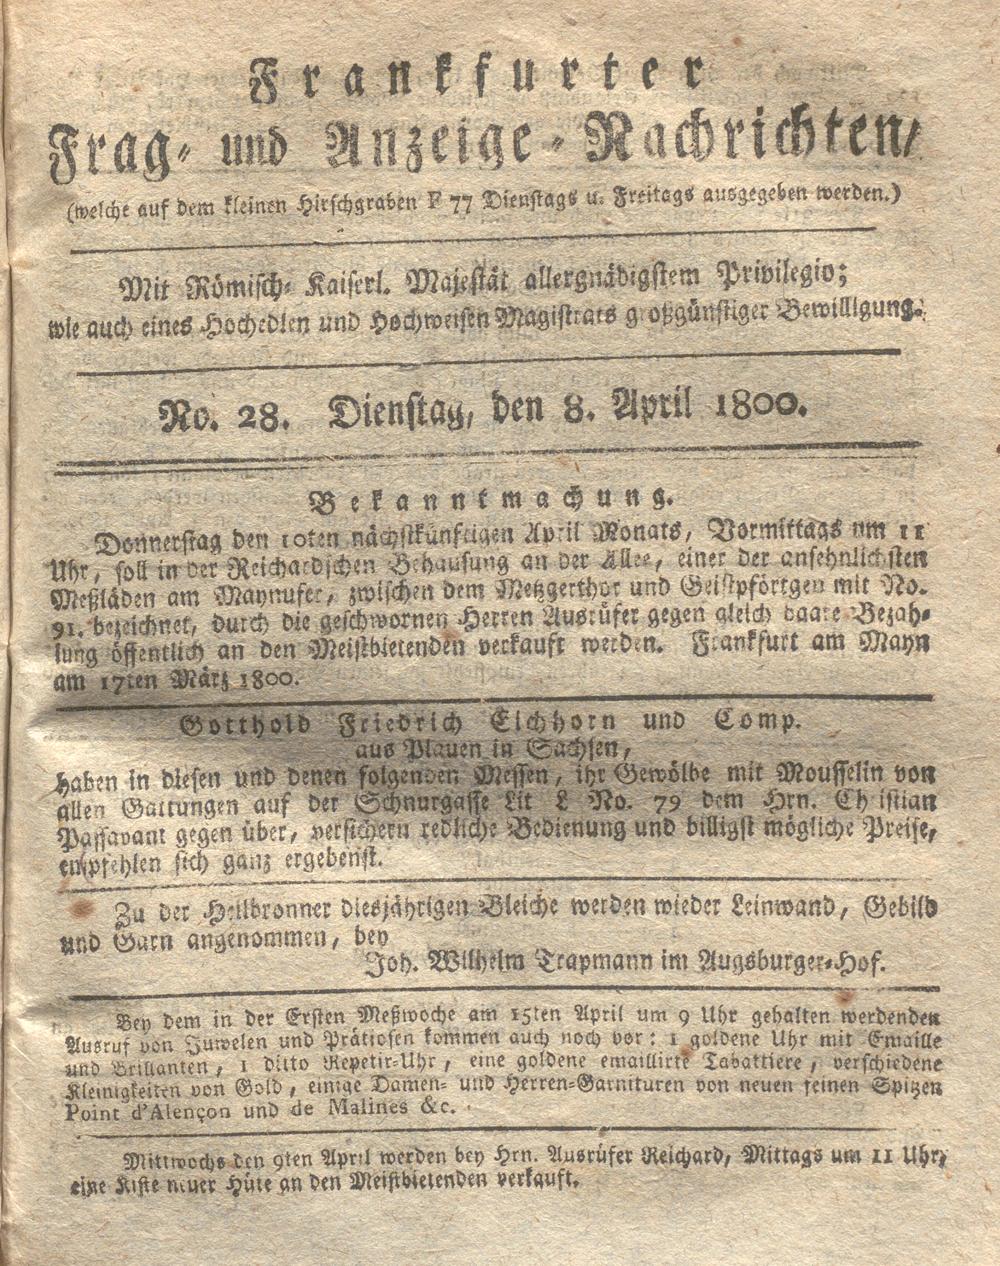 Frankfurter
Frag- und Anzeige-Nachrichten/
(welche auf dem kleinen Hirschgraben F 77 Dienstags u. Freitags ausgegeben werden.)
Mit Römisch- Kaiserl. Majestät allergnädigstem Privilegio;
wie auch eines Hochedlen und Hochweisen Magistrats großgünstiger Bewilligung.
No. 28. Dienstag, den 8. April 1800.
Bekanntmachung.
Donnerstag den 10ten nächstkünftigen April Monats, Vormittags um 11
Uhr, soll in der Reichardschen Behausung an der Allee, einer der ansehnlichsten
Meßläden am Maynufer, zwischen dem Metzgerthor und Geistpförtgen mit No.
91. bezeichnet, durch die geschwornen Herren Ausrüfer gegen gleich baare Bezah-
lung öffentlich an den Meistbietenden verkauft werden. Frankfurt am Mayn
am 17ten März 1800.
Gotthold Friedrich Eichhorn und Comp.
aus Plauen in Sachsen,
haben in diesen und denen folgenden Messen, ihr Gewölbe mit Mousselin von
allen Gattungen auf der Schnurgasse Lit L No. 79 dem Hrn. Christian
Passavant gegen über, versichern redliche Bedienung und billigst mögliche Preise,
empfehlen sich ganz ergebenst.
Zu der Heilbronner diesjährigen Bleiche werden wieder Leinwand, Gebild
und Garn angenommen, bey
Joh. Wilhelm Trapmann im Augsburger-Hof.
Bey dem in der Ersten Meßwoche am 15ten April um 9 Uhr gehalten werdenden
Ausruf von Juwelen und Prätiosen kommen auch noch vor: 1 goldene Uhr mit Emaille
und Brillanten, 1 ditto Repetir-Uhr, eine goldene emaillirte Tabattiere, verschiedene
Kleinigkeiten von Gold, einige Damen- und Herren-Garnituren von neuen feinen Spitzen
Point d'Alençon und de Malines &c.
Mittwochs den 9ten April werden bey Hrn. Ausrüfer Reichard, Mittags um 11 Uhr,
eine Kiste neuer Hüte an den Meistbietenden verkauft.